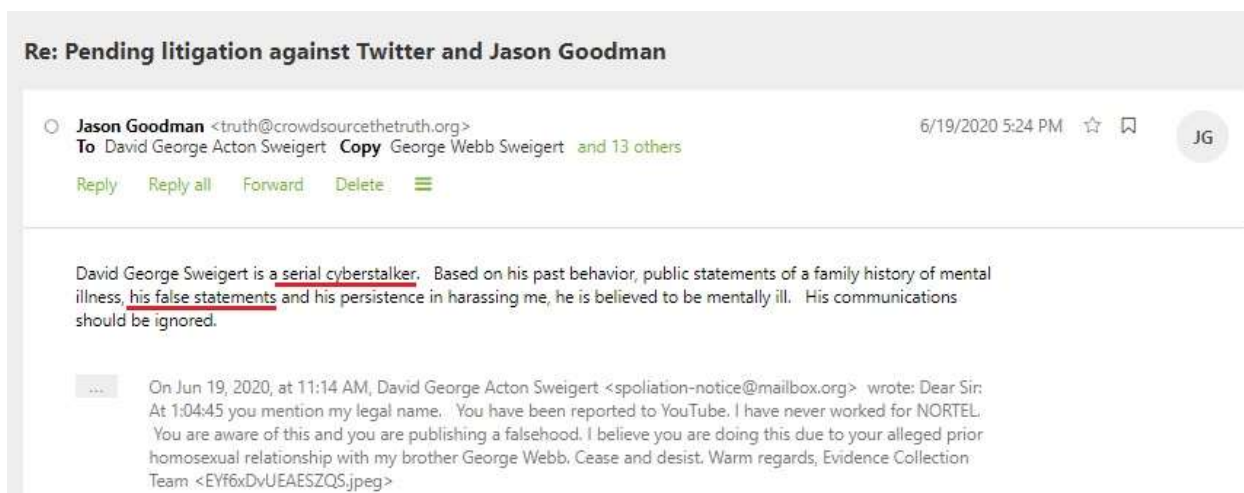 Re: Pending litigation against Twitter and Jason Goodman
Jason Goodman <truth@crowdsourcethetruth.org>
6/19/2020 5:24 PM
JG
To David George Acton Sweigert Copy George Webb Sweigert and 13 others
Reply Reply all Forward Delete
David George Sweigert is a serial cyberstalker. Based on his past behavior, public statements of a family history of mental
illness, his false statements and his persistence in harassing me, he is believed to be mentally ill. His communications
should be ignored.
... On Jun 19, 2020, at 11:14 AM, David George Acton Sweigert <spoliation-notice@mailbox.org> wrote: Dear Sir:
At 1:04:45 you mention my legal name. You have been reported to YouTube. I have never worked for NORTEL.
You are aware of this and you are publishing a falsehood. I believe you are doing this due to your alleged prior
homosexual relationship with my brother George Webb. Cease and desist. Warm regards, Evidence Collection
Team <EYf6xDvUEAESZQS.jpeg>